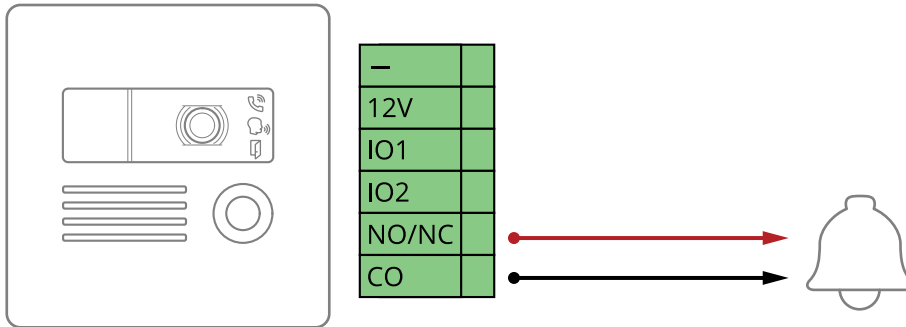 –
12V
IO1
IO2
NO/NC
CO